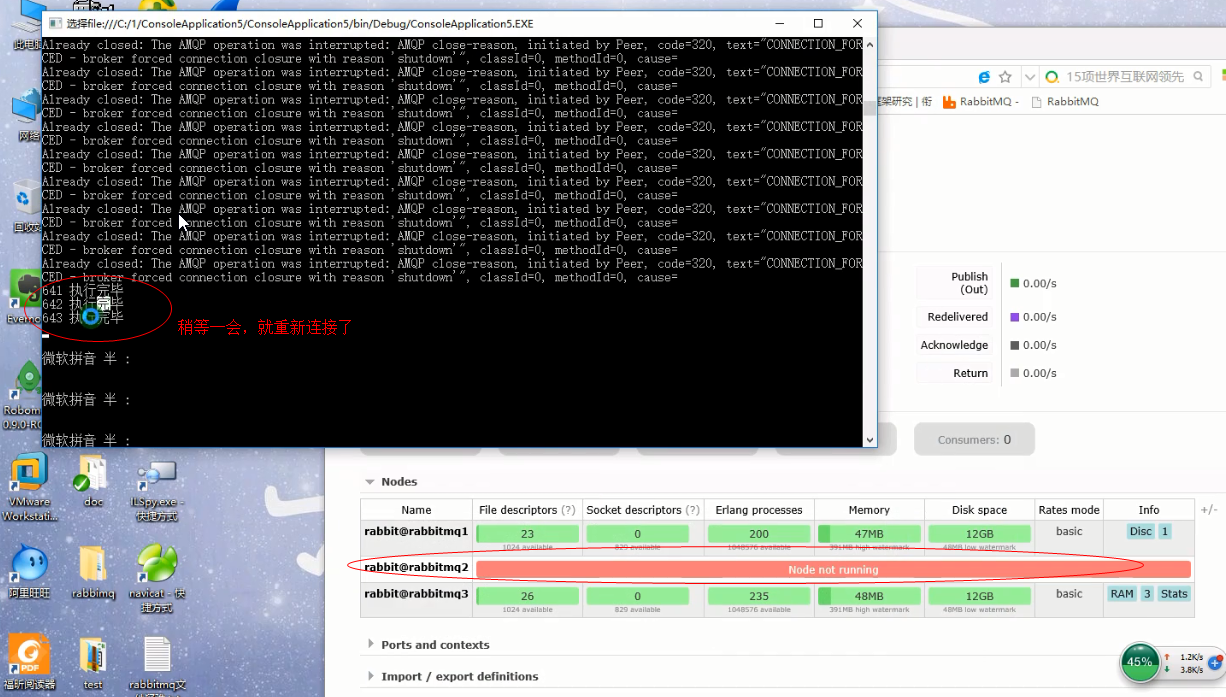 选择file:///C:/1/ConsoleApplication5/ConsoleApplication5/bin/Debug/ConsoleApplication5.EXE
Already closed: The AMQP operation was interrupted: AMQP close-reason, initiated by Peer, code=320, text="CONNECTION_FOR
CED - broker forced connection closure with reason 'shutdown'", classId=0, methodId=0, cause=
Already closed: The AMQP operation was interrupted: AMQP close-reason, initiated by Peer, code=320, text="CONNECTION_FOR
CED - broker forced connection closure with reason 'shutdown'", classId=0, methodId=0, cause=
Already closed: The AMQP operation was interrupted: AMQP close-reason, initiated by Peer, code=320, text="CONNECTION_FOR
CED - broker forced connection closure with reason 'shutdown'", classId=0, methodId=0, cause=
Already closed: The AMQP operation was interrupted: AMQP close-reason, initiated by Peer, code=320, text="CONNECTION_FOR
CED - broker forced connection closure with reason 'shutdown'", classId=0, methodId=0, cause=
Already closed: The AMQP operation was interrupted: AMQP close-reason, initiated by Peer, code=320, text="CONNECTION_FOR
CED - broker forced connection closure with reason 'shutdown'", classId=0, methodId=0, cause=
Already closed: The AMQP operation was interrupted: AMQP close-reason, initiated by Peer, code=320, text="CONNECTION_FOR
CED - broker forced connection closure with reason 'shutdown'", classId=0, methodId=0, cause=
Already closed: The AMQP operation was interrupted: AMQP close-reason, initiated by Peer, code=320, text="CONNECTION_FOR
CED - broker forced connection closure with reason 'shutdown'", classId=0, methodId=0, cause=
Already closed: The AMQP operation was interrupted: AMQP close-reason, initiated by Peer, code=320, text="CONNECTION_FOR
CED - broker forced connection closure with reason 'shutdown'", classId=0, methodId=0, cause=
Already closed: The AMQP operation was interrupted: AMQP close-reason, initiated by Peer, code=320, text="CONNECTION_FOR
CED - broker forced connection closure with reason 'shutdown'", classId=0, methodId=0, cause=
641 执行完毕
642 执行完毕
643 执 完毕
稍等一会，就重新连接了
微软拼音 半 :
微软拼音 半 :
微软拼音 半 :
15项世界互联网领先
框架研究 | 衔 RabbitMQ - RabbitMQ
Publish (Out) 0.00/s
Redelivered 0.00/s
Acknowledge 0.00/s
Return 0.00/s
Consumers: 0
Nodes
Name File descriptors (?) Socket descriptors (?) Erlang processes Memory Disk space Rates mode Info +/-
rabbit@rabbitmq1 23 0 200 47MB 12GB basic Disc 1
1024 available 829 available 1048576 available 391MB high watermark 48MB low watermark
rabbit@rabbitmq2 Node not running
rabbit@rabbitmq3 26 0 235 48MB 12GB basic RAM 3 Stats
1024 available 829 available 1048576 available 391MB high watermark 48MB low watermark
Ports and contexts
Import / export definitions
45% 1.2K/s
3.8K/s
此电脑
网络
回收站
VMware Workstati...
doc
ILSpy.exe - 快捷方式
阿里旺旺
rabbimq
navicat - 快捷方式
福昕阅读器
test
rabbitmq文